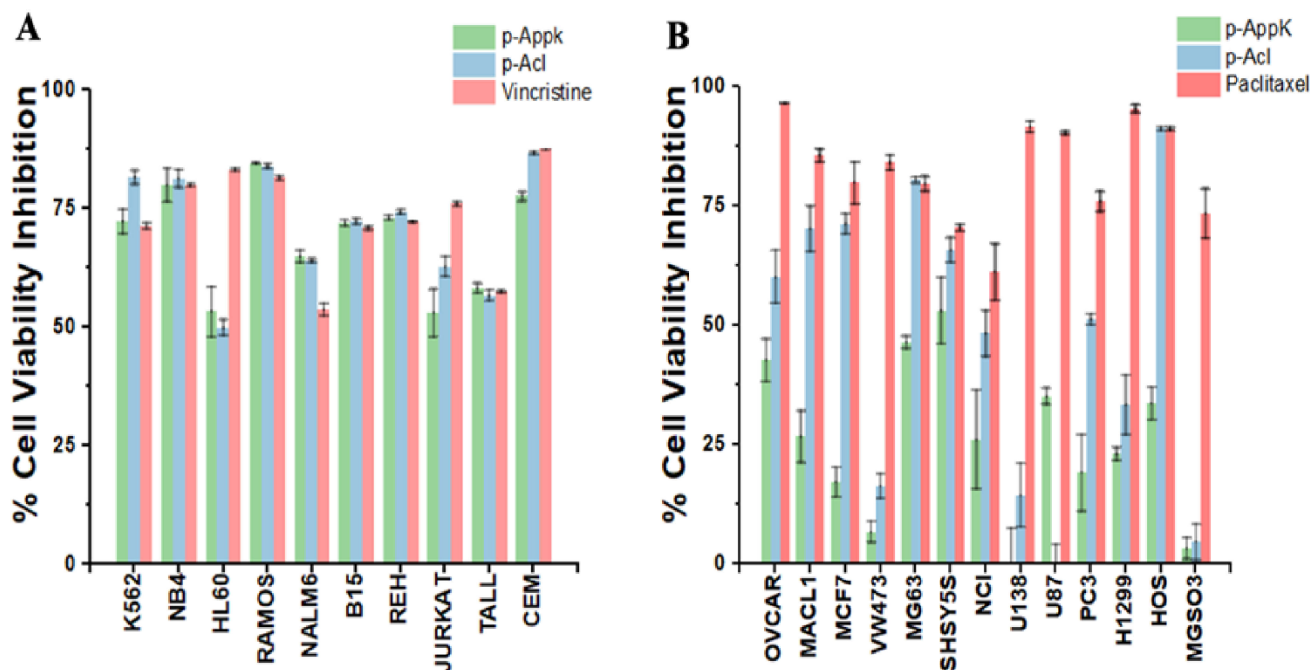 A
p-Appk
p-Acl
Vincristine
% Cell Viability Inhibition
100
75
50
25
0
K562
NB4
HL60
RAMOS
NALM6
B15
REH
JURKAT
TALL
CEM
B
p-AppK
p-Acl
Paclitaxel
% Cell Viability Inhibition
100
75
50
25
0
OVCAR
MACL1
MCF7
VW473
MG63
SHSY5S
NCI
U138
U87
PC3
H1299
HOS
MGSO3